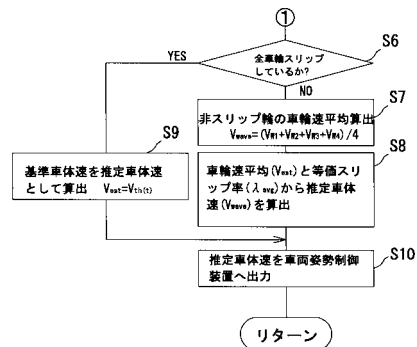 ①
S6
全車輪スリップ
しているか?
YES
NO
S7
非スリップ輪の車輪速平均算出
Vwave=(VW1+VW2+VW3+VW4)/4
S9
基準車体速を推定車体速
として算出 Vest=Vth(t)
S8
車輪速平均(Vest)と等価ス
リップ率(λavg)から推定車体
速(Vwave)を算出
S10
推定車体速を車両姿勢制御
装置へ出力
リターン